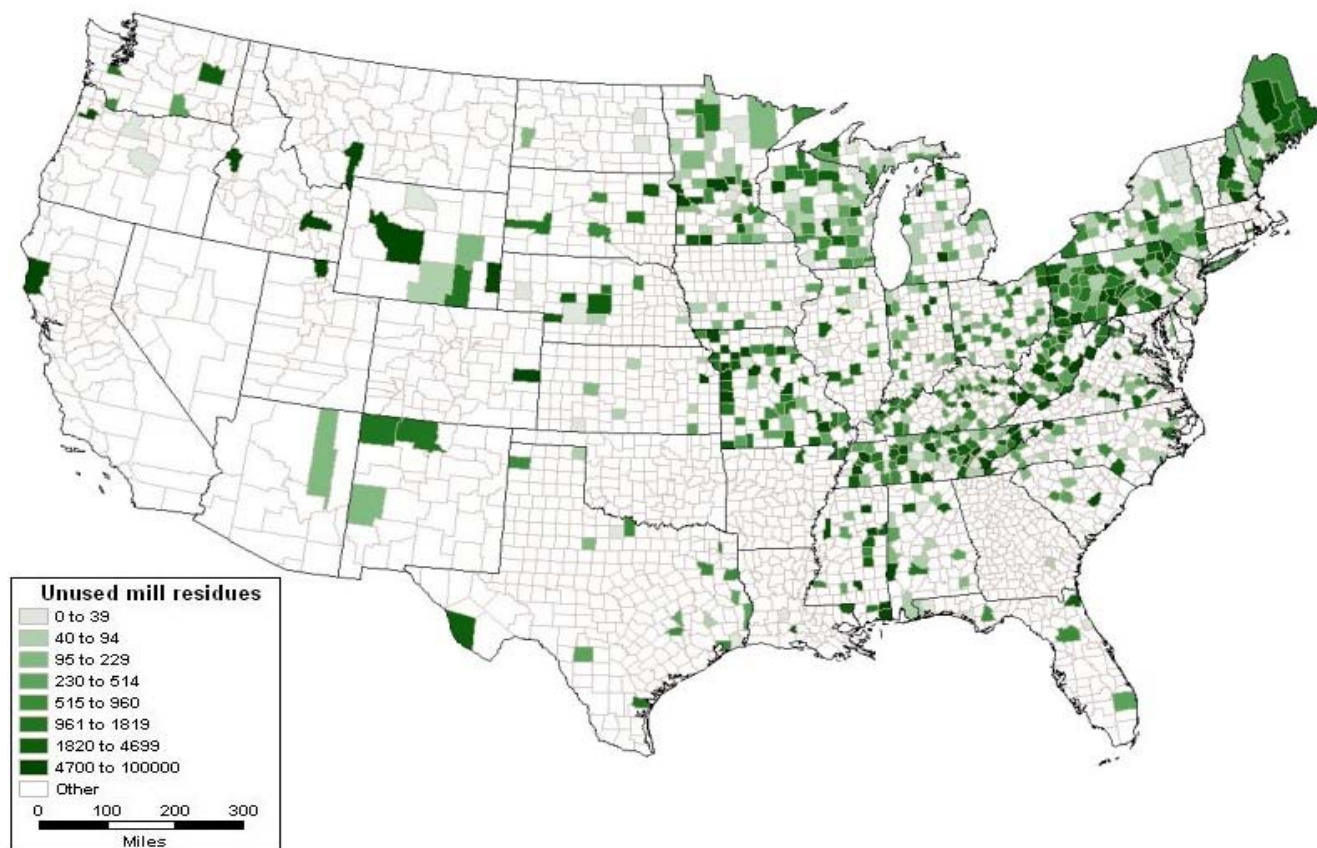 Unused mill residues
0 to 39
40 to 94
95 to 229
230 to 514
515 to 960
961 to 1819
1820 to 4699
4700 to 100000
Other
0 100 200 300
Miles